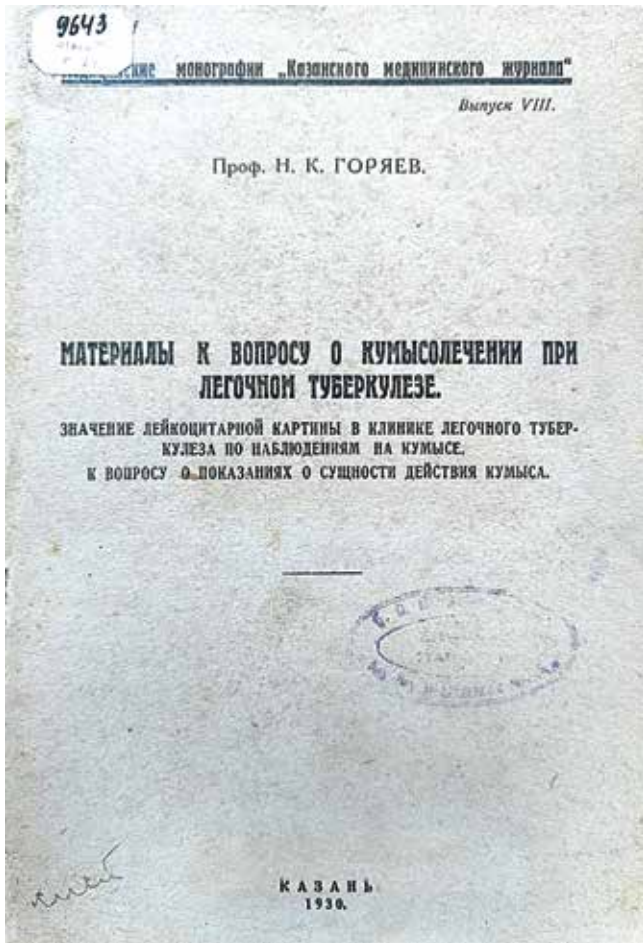 9643
монографии „Казанского медицинского журнала“
Выпуск VIII.
Проф. Н. К. ГОРЯЕВ.
МАТЕРИАЛЫ К ВОПРОСУ О КУМЫСОЛЕЧЕНИИ ПРИ
ЛЕГОЧНОМ ТУБЕРКУЛЕЗЕ.
ЗНАЧЕНИЕ ЛЕЙКОЦИТАРНОЙ КАРТИНЫ В КЛИНИКЕ ЛЕГОЧНОГО ТУБЕР-
КУЛЕЗА ПО НАБЛЮДЕНИЯМ НА КУМЫСЕ.
К ВОПРОСУ О ПОКАЗАНИЯХ О СУЩНОСТИ ДЕЙСТВИЯ КУМЫСА.
КАЗАНЬ
1930.